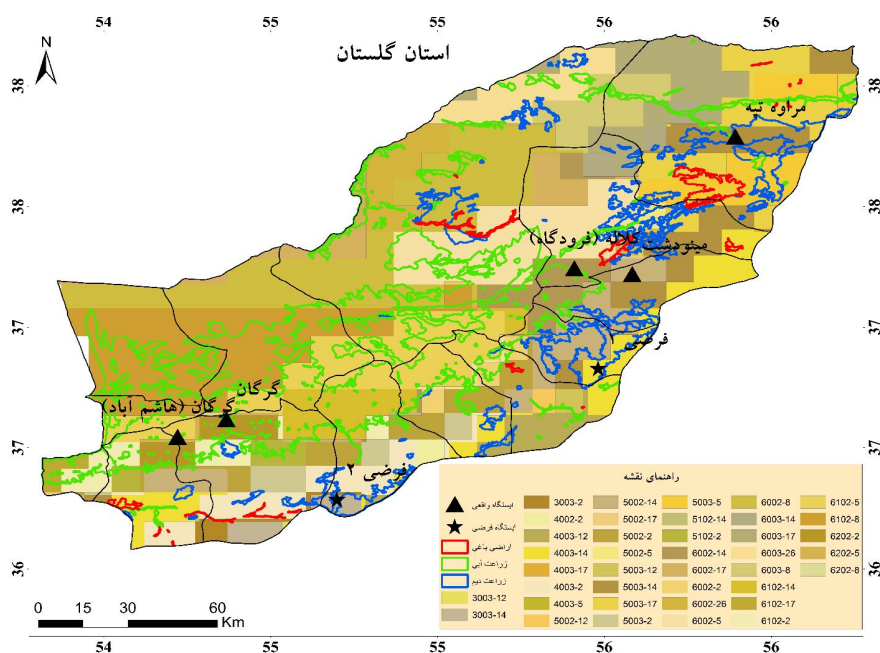 54 55 55 56 56
N
استان گلستان
38
مراوه تپه
38
کلاله (فرودگاه) مینودشت
37
فرضی ۱
گرگان
گرگان (هاشم آباد)
37
فرضی ۲
36
راهنمای نقشه
ایستگاه واقعی
ایستگاه فرضی
اراضی باغی
زراعت آبی
زراعت دیم
3003-12
3003-14
3003-2 5002-14 5003-5 6002-8 6102-5
4002-2 5002-17 5102-14 6003-14 6102-8
4003-12 5002-2 5102-2 6003-17 6202-2
4003-14 5002-5 6002-14 6003-26 6202-5
4003-17 5003-12 6002-17 6003-8 6202-8
4003-2 5003-14 6002-2 6102-14
4003-5 5003-17 6002-26 6102-17
5002-12 5003-2 6002-5 6102-2
0 15 30 60
Km
54 55 55 56 56
38
38
37
37
36